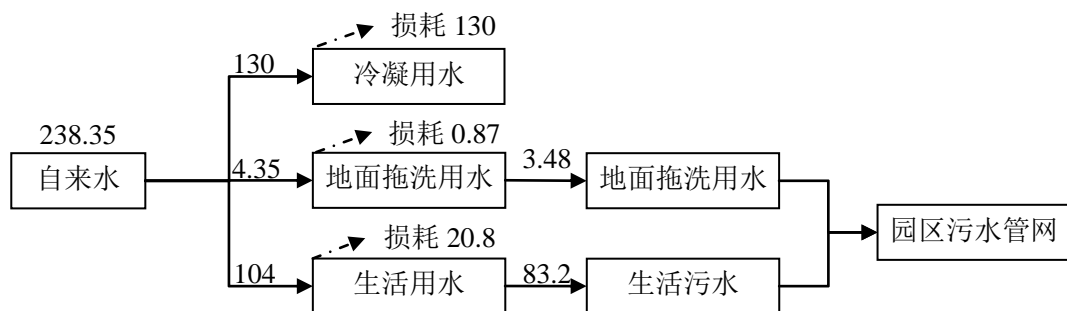 损耗 130
130
冷凝用水
238.35
自来水
损耗 0.87
4.35
地面拖洗用水
3.48
地面拖洗用水
园区污水管网
损耗 20.8
104
生活用水
83.2
生活污水